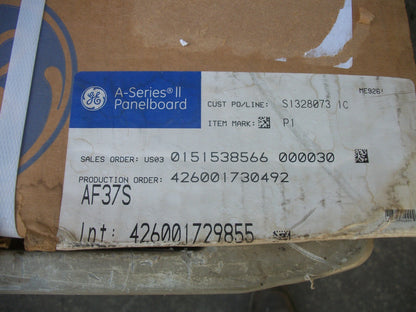 GE
A-Series® II
Panelboard
ME926
CUST PO/LINE: S1328073 1C
ITEM MARK: P1
SALES ORDER: US03 0151538566 000030
PRODUCTION ORDER: 426001730492
AF37S
Int: 426001729855